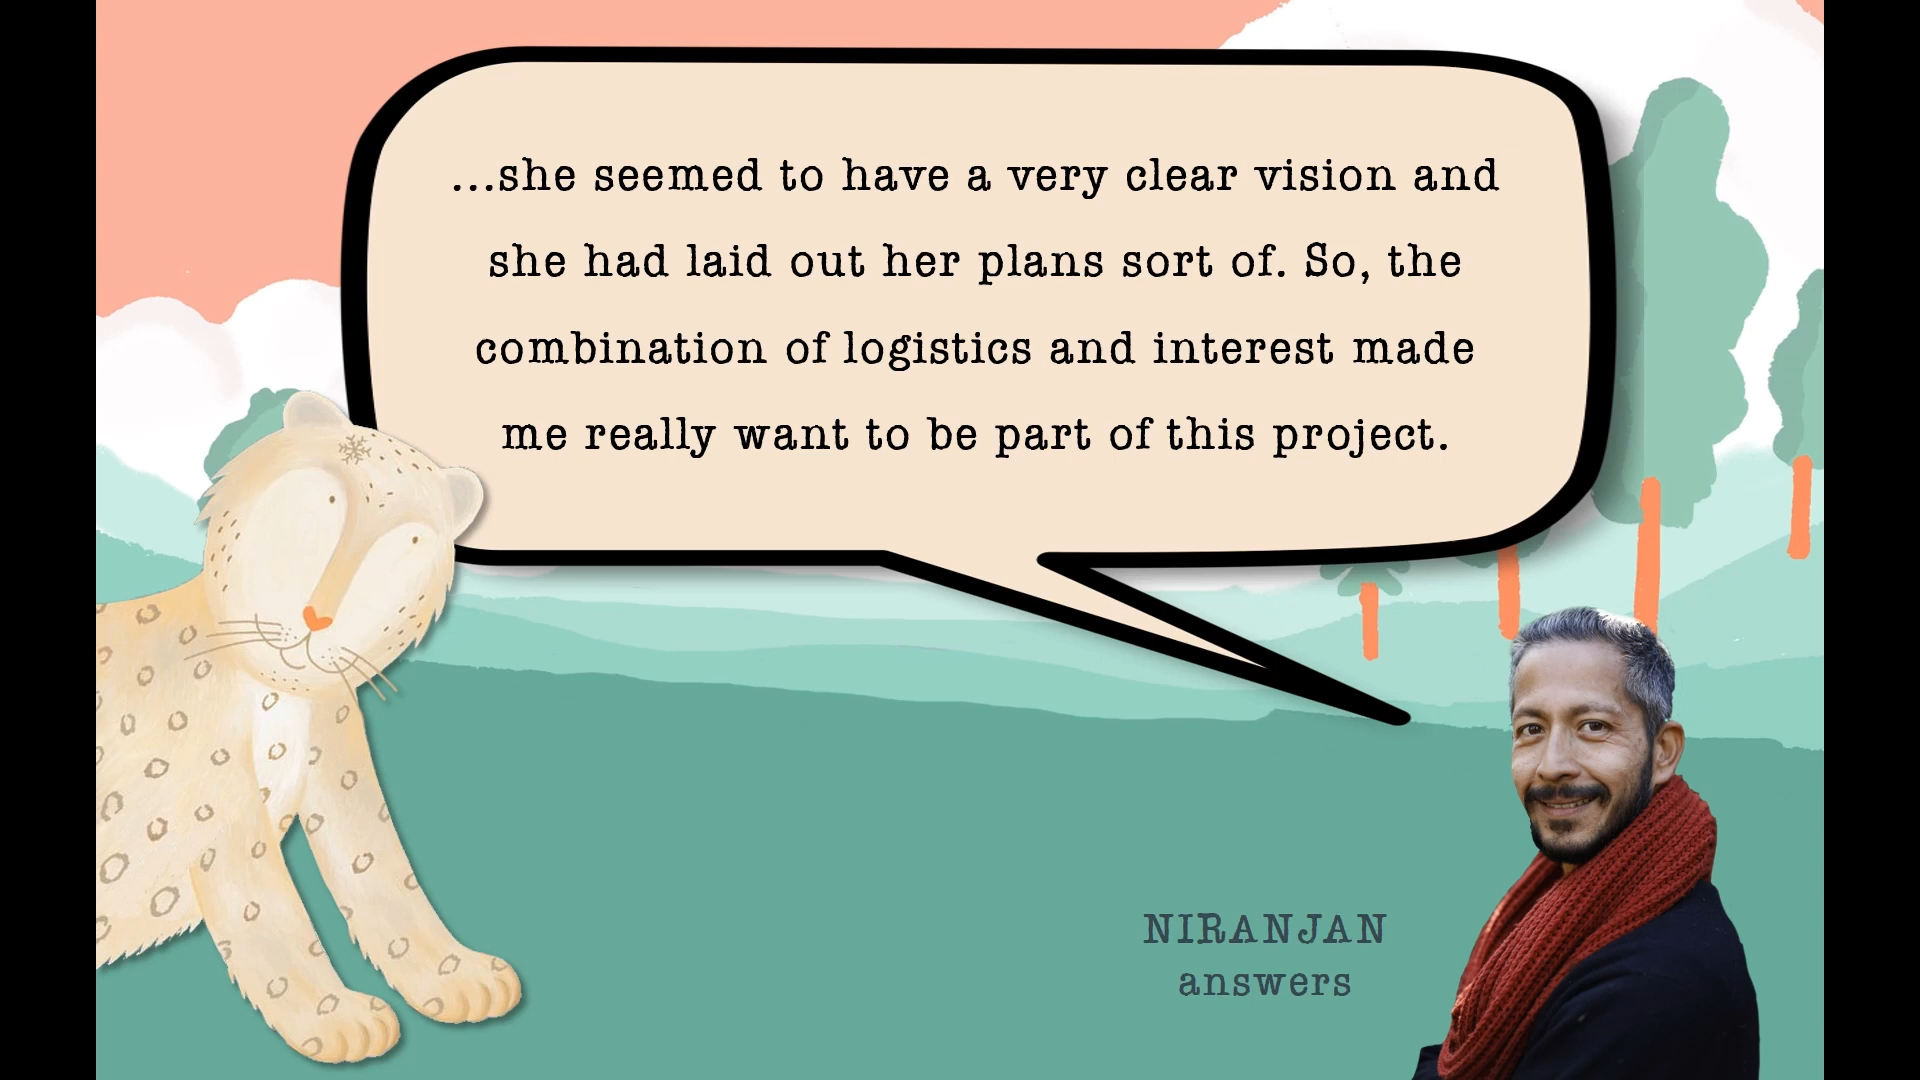 ...she seemed to have a very clear vision and
she had laid out her plans sort of. So, the
combination of logistics and interest made
me really want to be part of this project.
NIRANJAN
answers